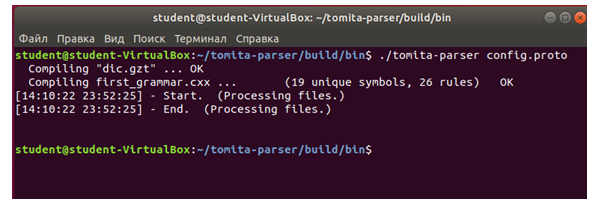 student@student-VirtualBox: ~/tomita-parser/build/bin
Файл Правка Вид Поиск Терминал Справка
student@student-VirtualBox:~/tomita-parser/build/bin$ ./tomita-parser config.proto
  Compiling "dic.gzt" ... OK
  Compiling first_grammar.cxx ...       (19 unique symbols, 26 rules)   OK
[14:10:22 23:52:25] - Start.  (Processing files.)
[14:10:22 23:52:25] - End.  (Processing files.)
student@student-VirtualBox:~/tomita-parser/build/bin$